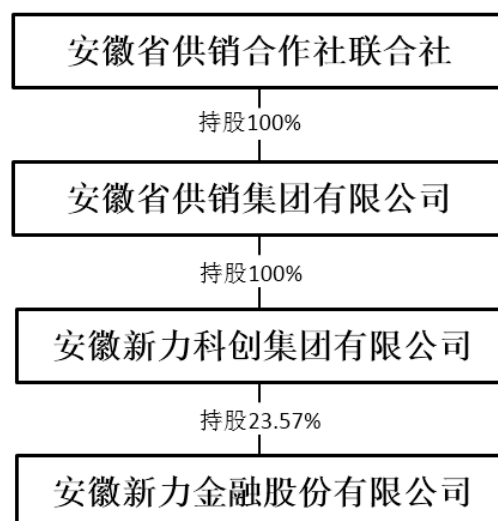 安徽省供销合作社联合社
持股100%
安徽省供销集团有限公司
持股100%
安徽新力科创集团有限公司
持股23.57%
安徽新力金融股份有限公司